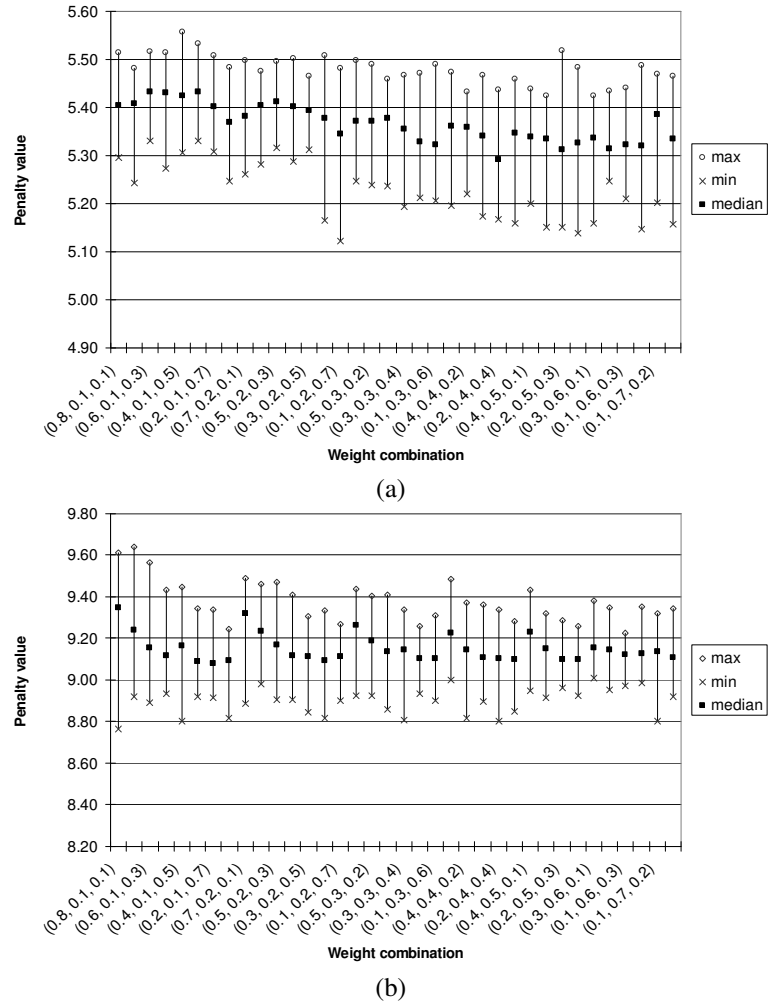 5.60
5.50
5.40
5.30
5.20
5.10
5.00
4.90
Penalty value
max
min
median
(0.8, 0.1, 0.1)
(0.6, 0.1, 0.3)
(0.4, 0.1, 0.5)
(0.2, 0.1, 0.7)
(0.7, 0.2, 0.1)
(0.5, 0.2, 0.3)
(0.3, 0.2, 0.5)
(0.1, 0.2, 0.7)
(0.5, 0.3, 0.2)
(0.3, 0.3, 0.4)
(0.1, 0.3, 0.6)
(0.4, 0.4, 0.2)
(0.2, 0.4, 0.4)
(0.4, 0.5, 0.1)
(0.2, 0.5, 0.3)
(0.3, 0.6, 0.1)
(0.1, 0.6, 0.3)
(0.1, 0.7, 0.2)
Weight combination
(a)
9.80
9.60
9.40
9.20
9.00
8.80
8.60
8.40
8.20
Penalty value
max
min
median
(0.8, 0.1, 0.1)
(0.6, 0.1, 0.3)
(0.4, 0.1, 0.5)
(0.2, 0.1, 0.7)
(0.7, 0.2, 0.1)
(0.5, 0.2, 0.3)
(0.3, 0.2, 0.5)
(0.1, 0.2, 0.7)
(0.5, 0.3, 0.2)
(0.3, 0.3, 0.4)
(0.1, 0.3, 0.6)
(0.4, 0.4, 0.2)
(0.2, 0.4, 0.4)
(0.4, 0.5, 0.1)
(0.2, 0.5, 0.3)
(0.3, 0.6, 0.1)
(0.1, 0.6, 0.3)
(0.1, 0.7, 0.2)
Weight combination
(b)